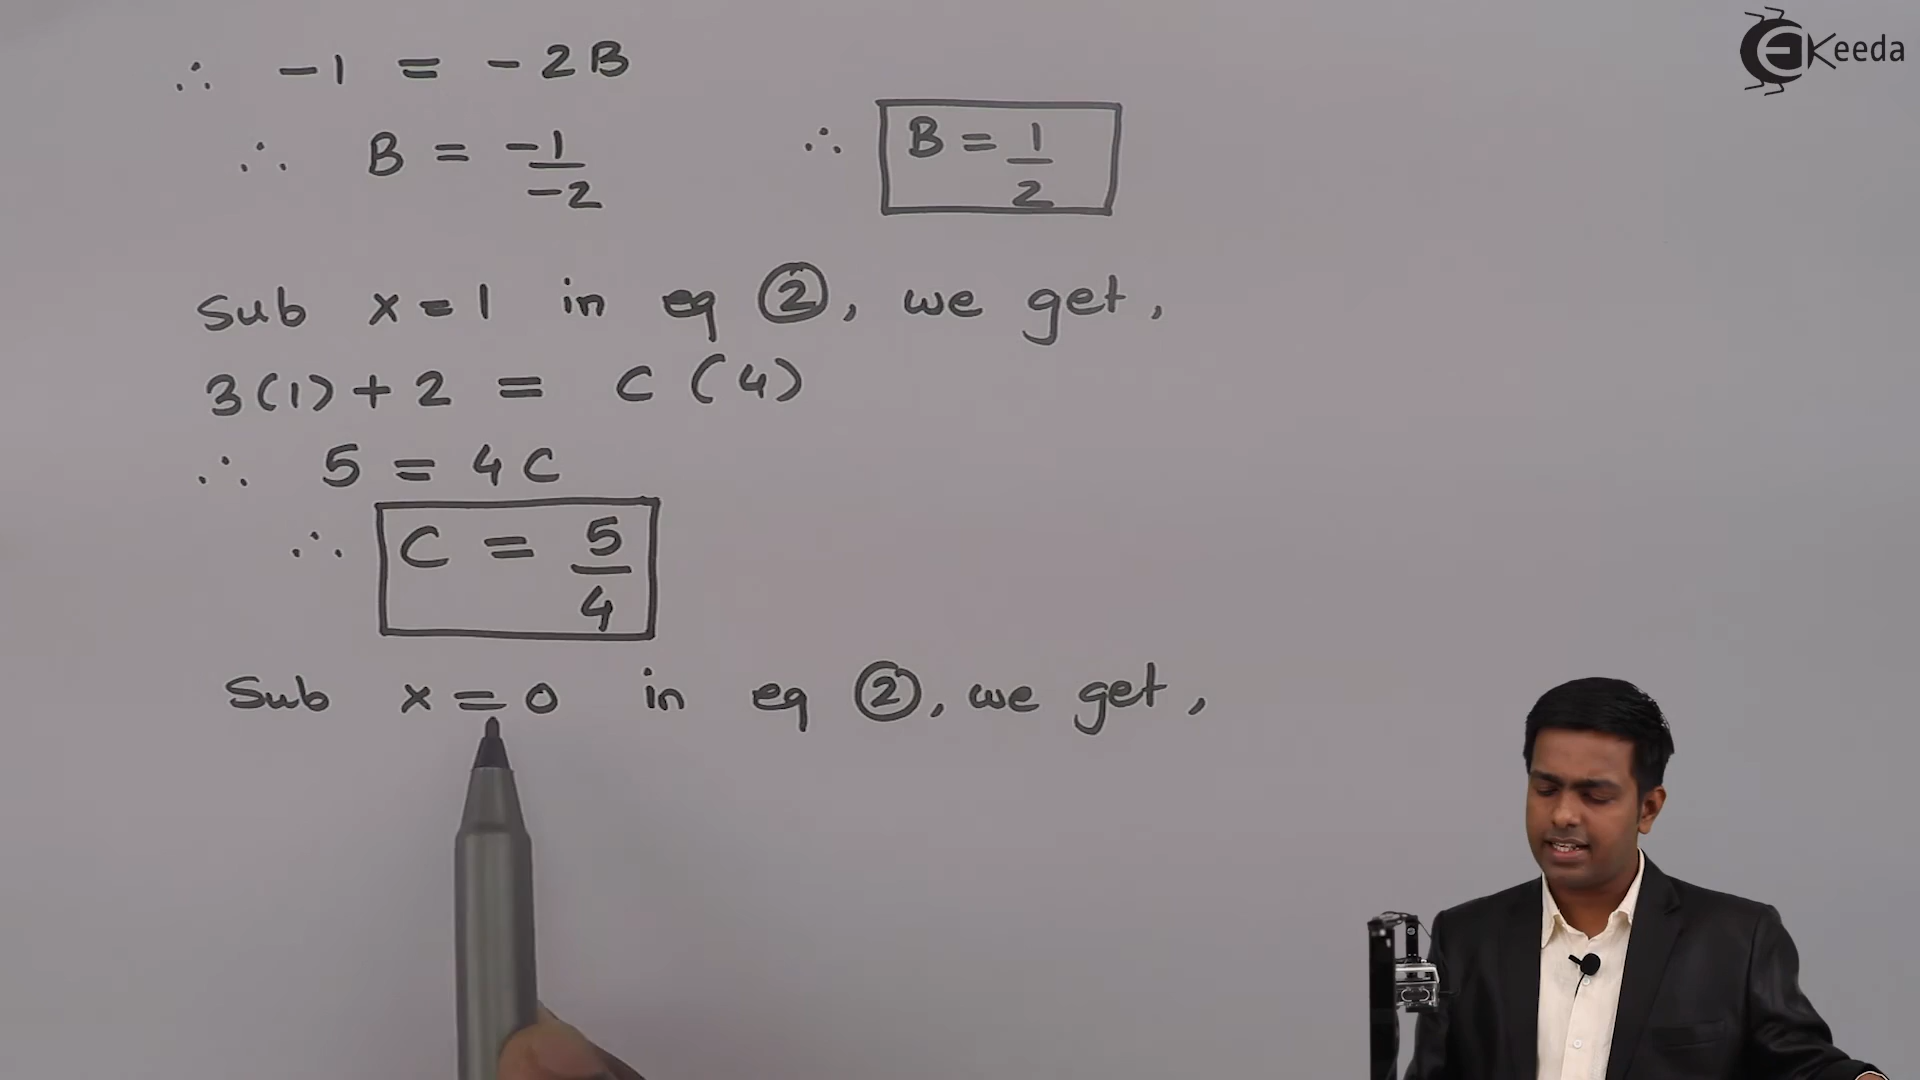 ∴ -1 = -2B
∴ B = -1/-2 ∴ B = 1/2
Sub x=1 in eq ②, we get,
3(1)+2 = C(4)
∴ 5 = 4C
∴ C = 5/4
Sub x=0 in eq ②, we get,
EKeeda